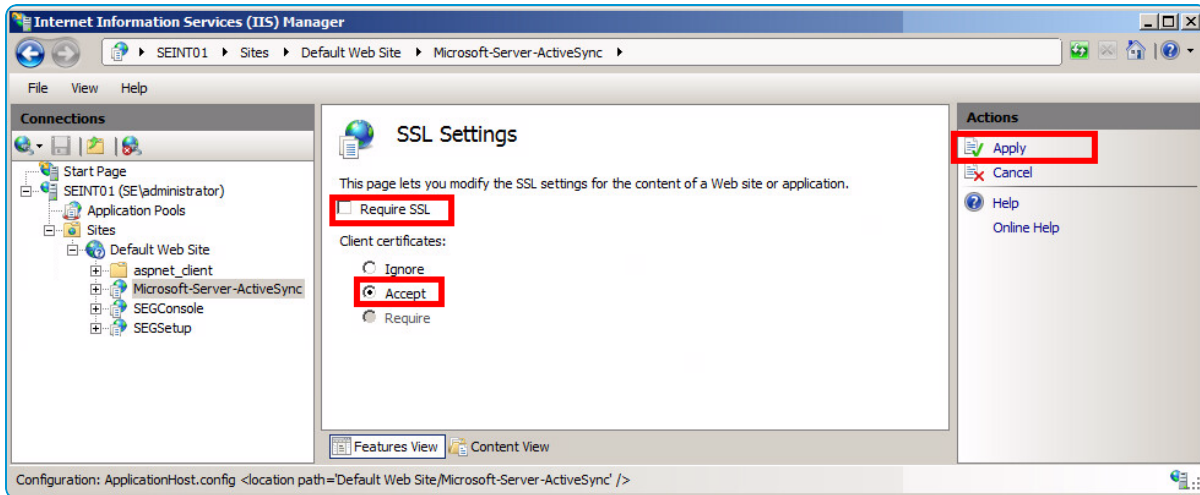 Internet Information Services (IIS) Manager
SEINT01 Sites Default Web Site Microsoft-Server-ActiveSync
File View Help
Connections
Start Page
SEINT01 (SE\administrator)
Application Pools
Sites
Default Web Site
aspnet_client
Microsoft-Server-ActiveSync
SEGConsole
SEGSetup
SSL Settings
This page lets you modify the SSL settings for the content of a Web site or application.
Require SSL
Client certificates:
Ignore
Accept
Require
Features View Content View
Actions
Apply
Cancel
Help
Online Help
Configuration: ApplicationHost.config <location path='Default Web Site/Microsoft-Server-ActiveSync' />